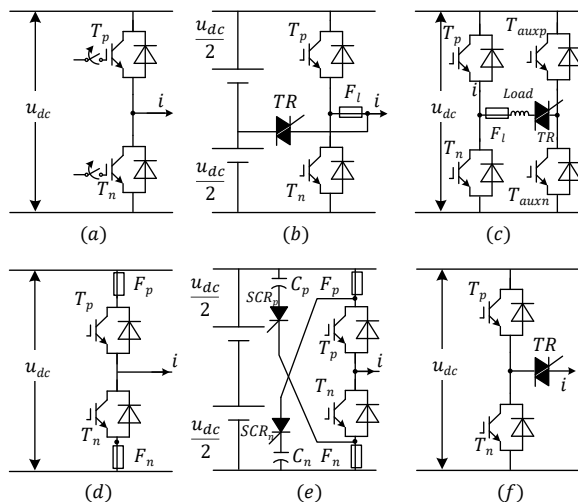 u_dc
T_p
i
T_n
(a)
u_dc
2
u_dc
2
T_p
TR
F_l
i
T_n
(b)
u_dc
T_p
T_auxp
i
Load
F_l
TR
T_n
T_auxn
(c)
u_dc
F_p
T_p
i
T_n
F_n
(d)
u_dc
2
u_dc
2
C_p
SCR_p
F_p
T_p
T_n
i
SCR_n
C_n
F_n
(e)
u_dc
T_p
TR
i
T_n
(f)